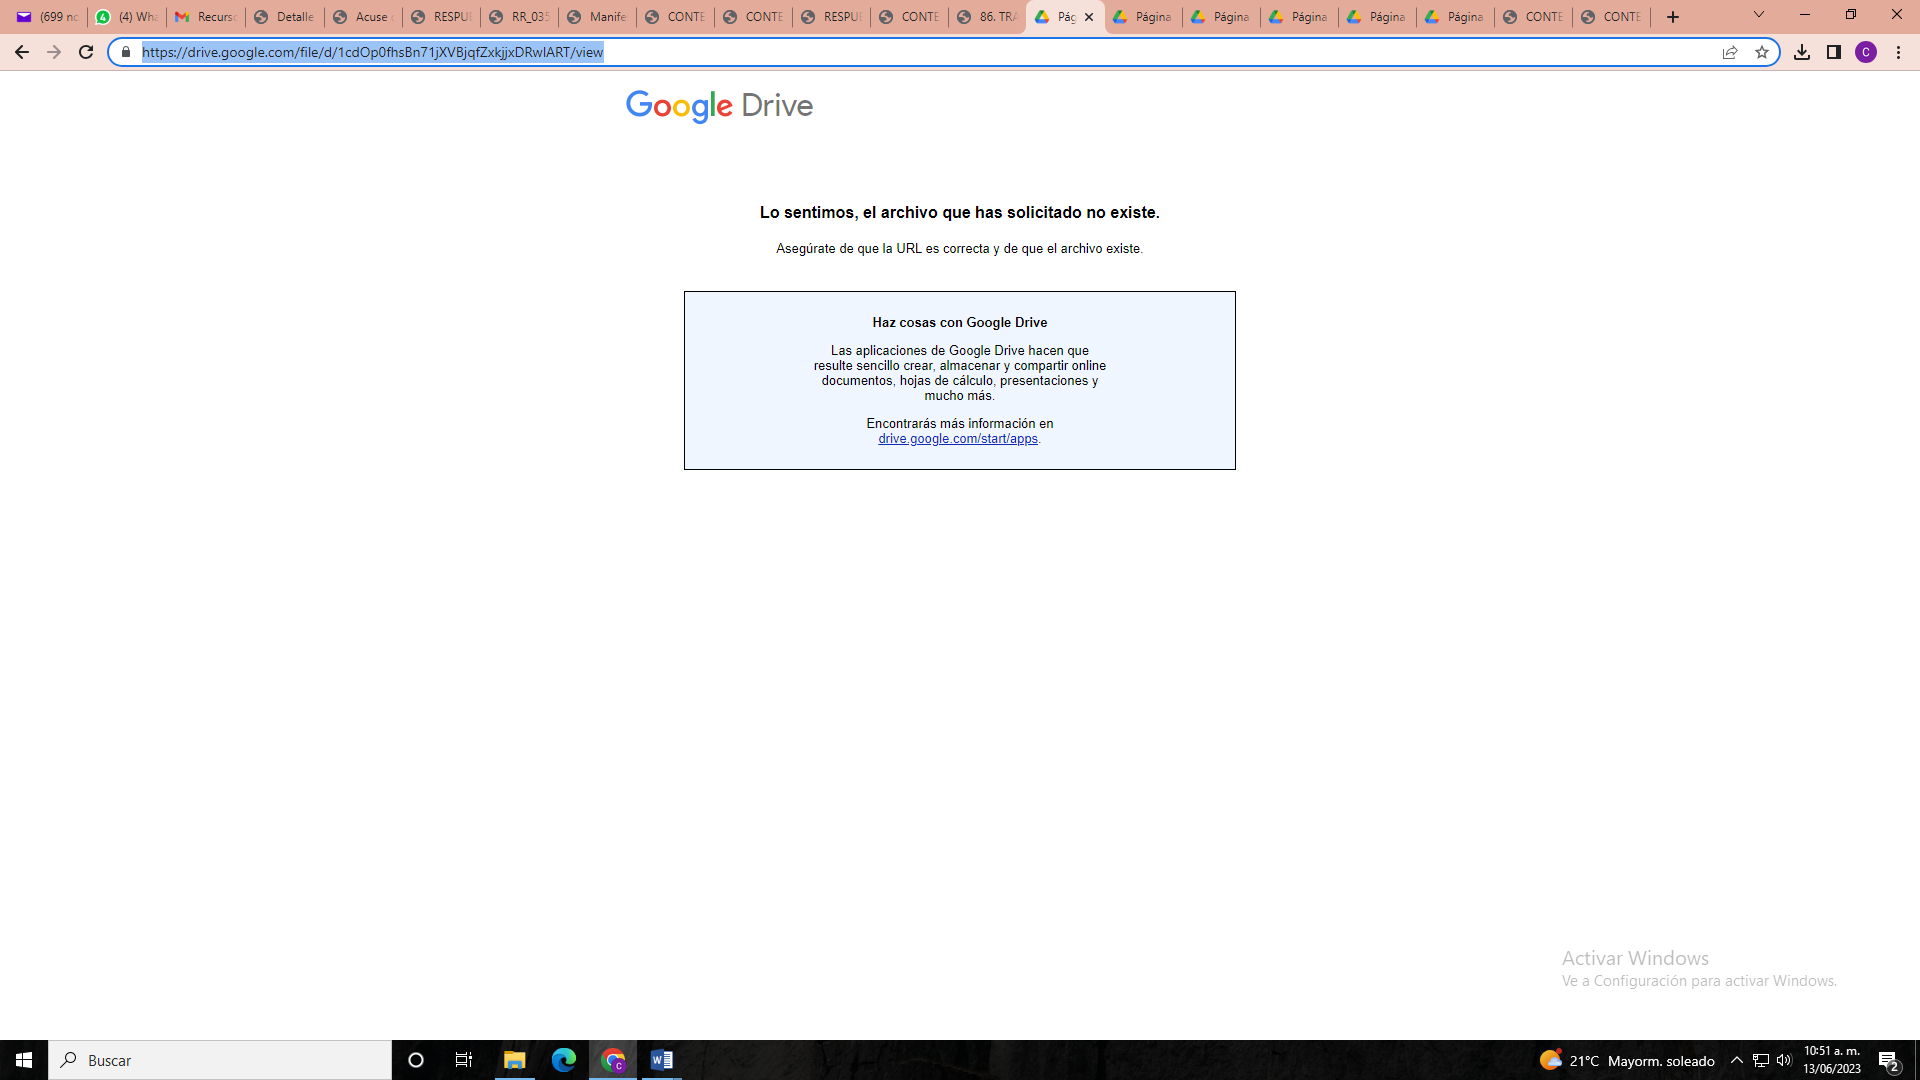 (699 nc
(4) Wha
Recurso
Detalle
Acuse
RESPUE
RR_035
Manife
CONTE
CONTE
RESPUE
CONTE
86. TRA
Pág
Página
Página
Página
Página
Página
CONTE
CONTE
https://drive.google.com/file/d/1cdOp0fhsBn71jXVBjqfZxkjjxDRwlART/view
C
Google Drive
Lo sentimos, el archivo que has solicitado no existe.
Asegúrate de que la URL es correcta y de que el archivo existe.
Haz cosas con Google Drive
Las aplicaciones de Google Drive hacen que
resulte sencillo crear, almacenar y compartir online
documentos, hojas de cálculo, presentaciones y
mucho más.
Encontrarás más información en
drive.google.com/start/apps.
Activar Windows
Ve a Configuración para activar Windows.
Buscar
21°C Mayorm. soleado
10:51 a. m.
13/06/2023
2